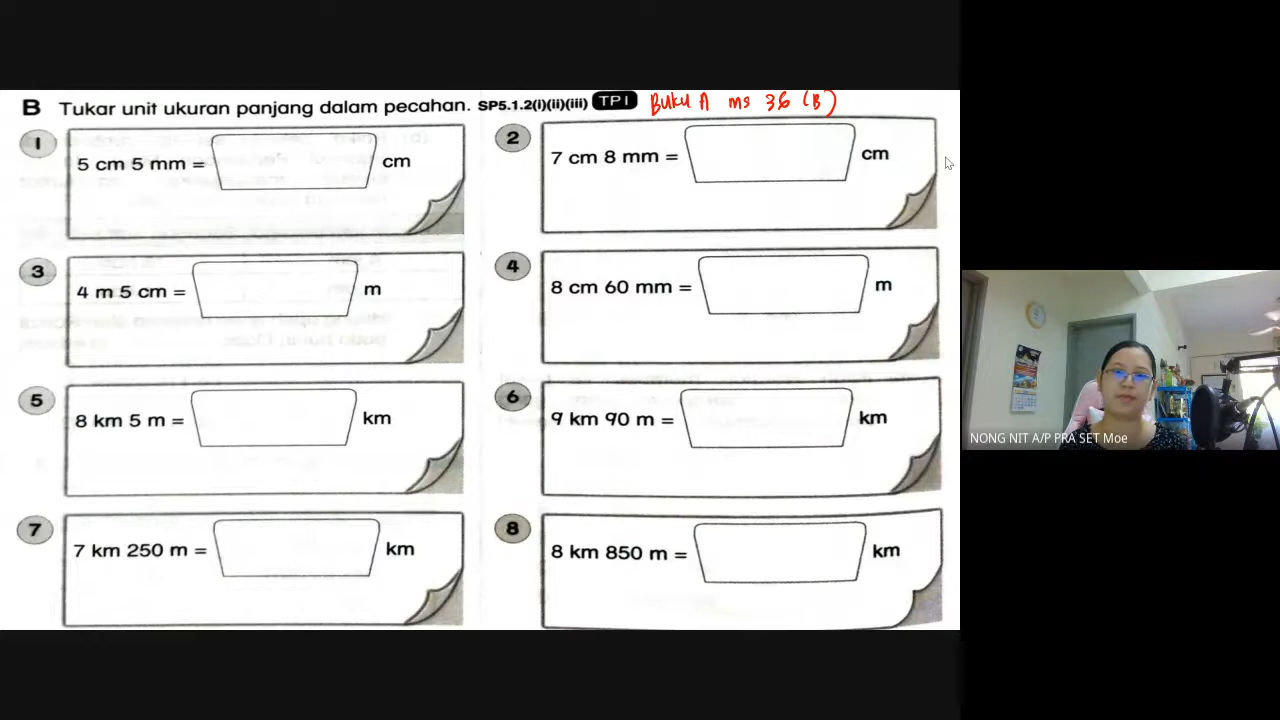 B Tukar unit ukuran panjang dalam pecahan. SP5.1.2(i)(ii)(iii) TP1 Buku A ms 36 (B)
1 5 cm 5 mm = cm
2 7 cm 8 mm = cm
3 4 m 5 cm = m
4 8 cm 60 mm = m
5 8 km 5 m = km
6 9 km 90 m = km
7 7 km 250 m = km
8 8 km 850 m = km
NONG NIT A/P PRA SET Moe